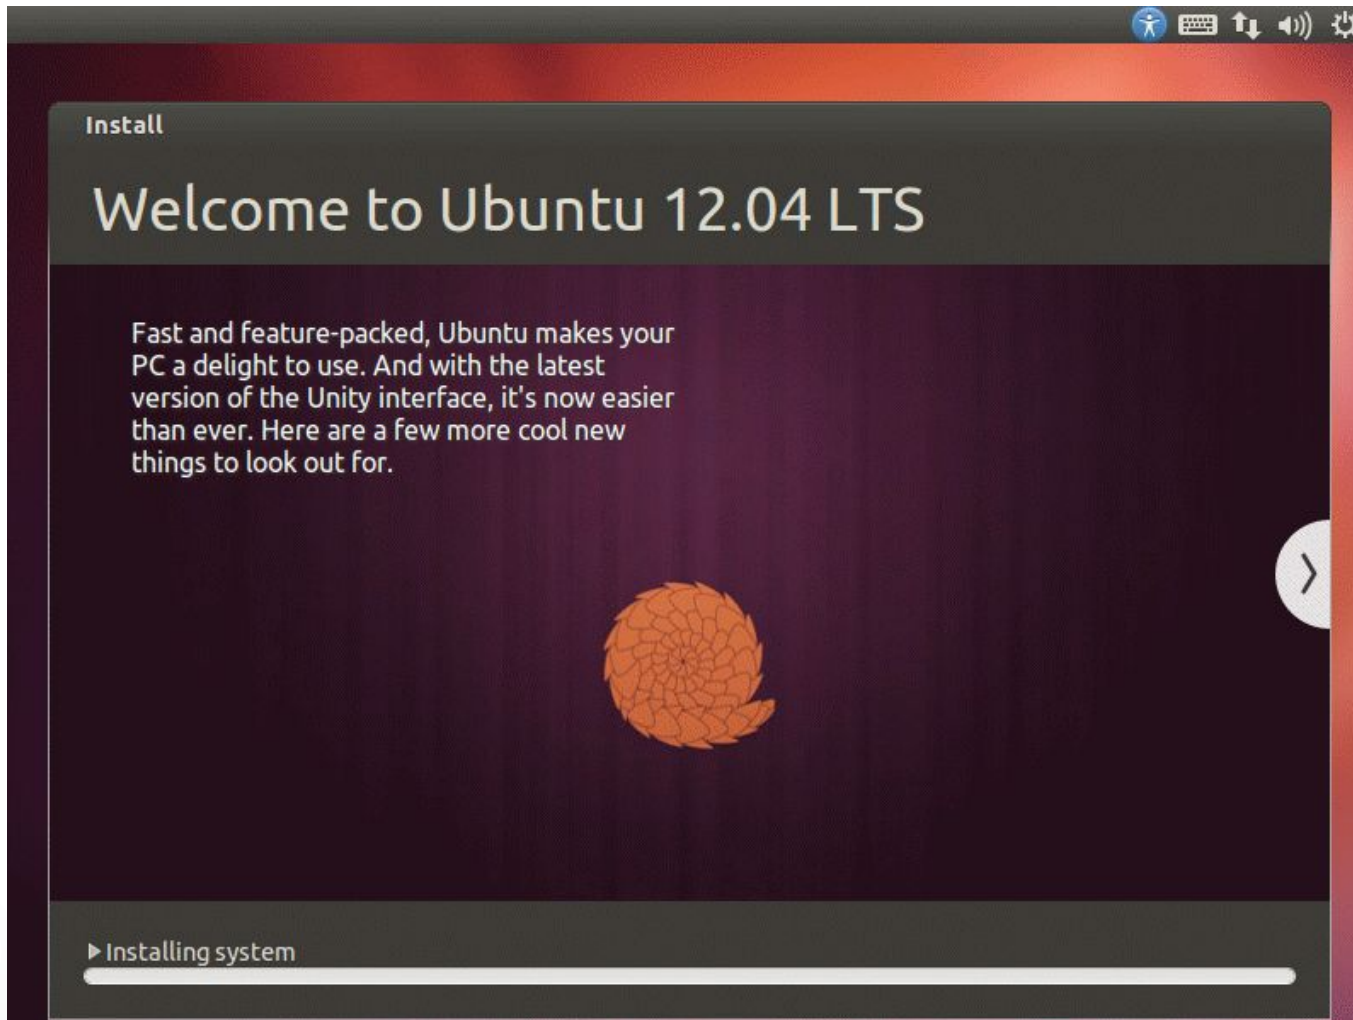 Install
Welcome to Ubuntu 12.04 LTS
Fast and feature-packed, Ubuntu makes your
PC a delight to use. And with the latest
version of the Unity interface, it's now easier
than ever. Here are a few more cool new
things to look out for.
Installing system